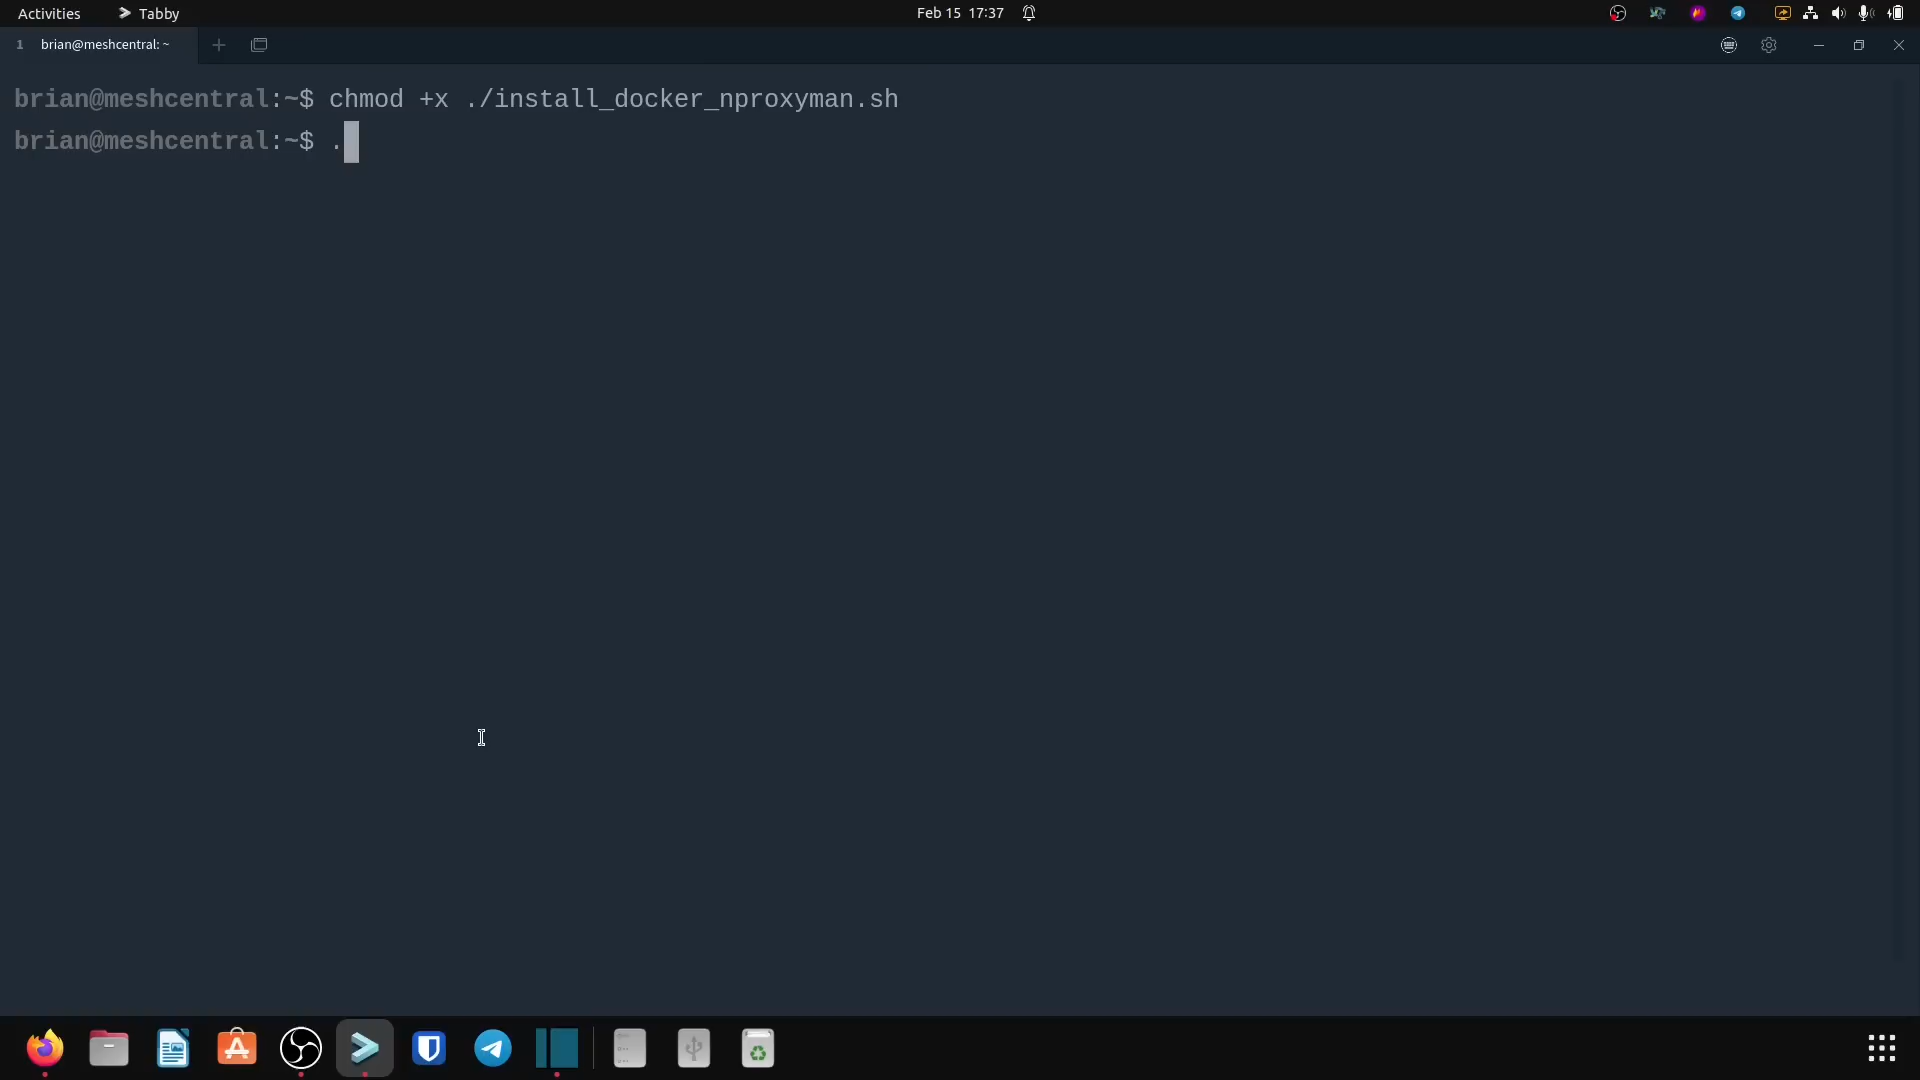 Activities
Tabby
Feb 15 17:37
1 brian@meshcentral: ~
brian@meshcentral:~$ chmod +x ./install_docker_nproxyman.sh
brian@meshcentral:~$ .